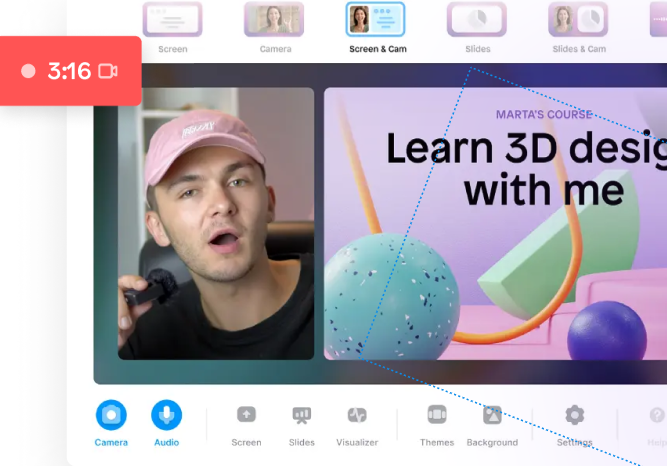 Screen
Camera
Screen & Cam
Slides
Slides & Cam
3:16
MARTA'S COURSE
Learn 3D desig
with me
Camera
Audio
Screen
Slides
Visualizer
Themes
Background
Settings
Help